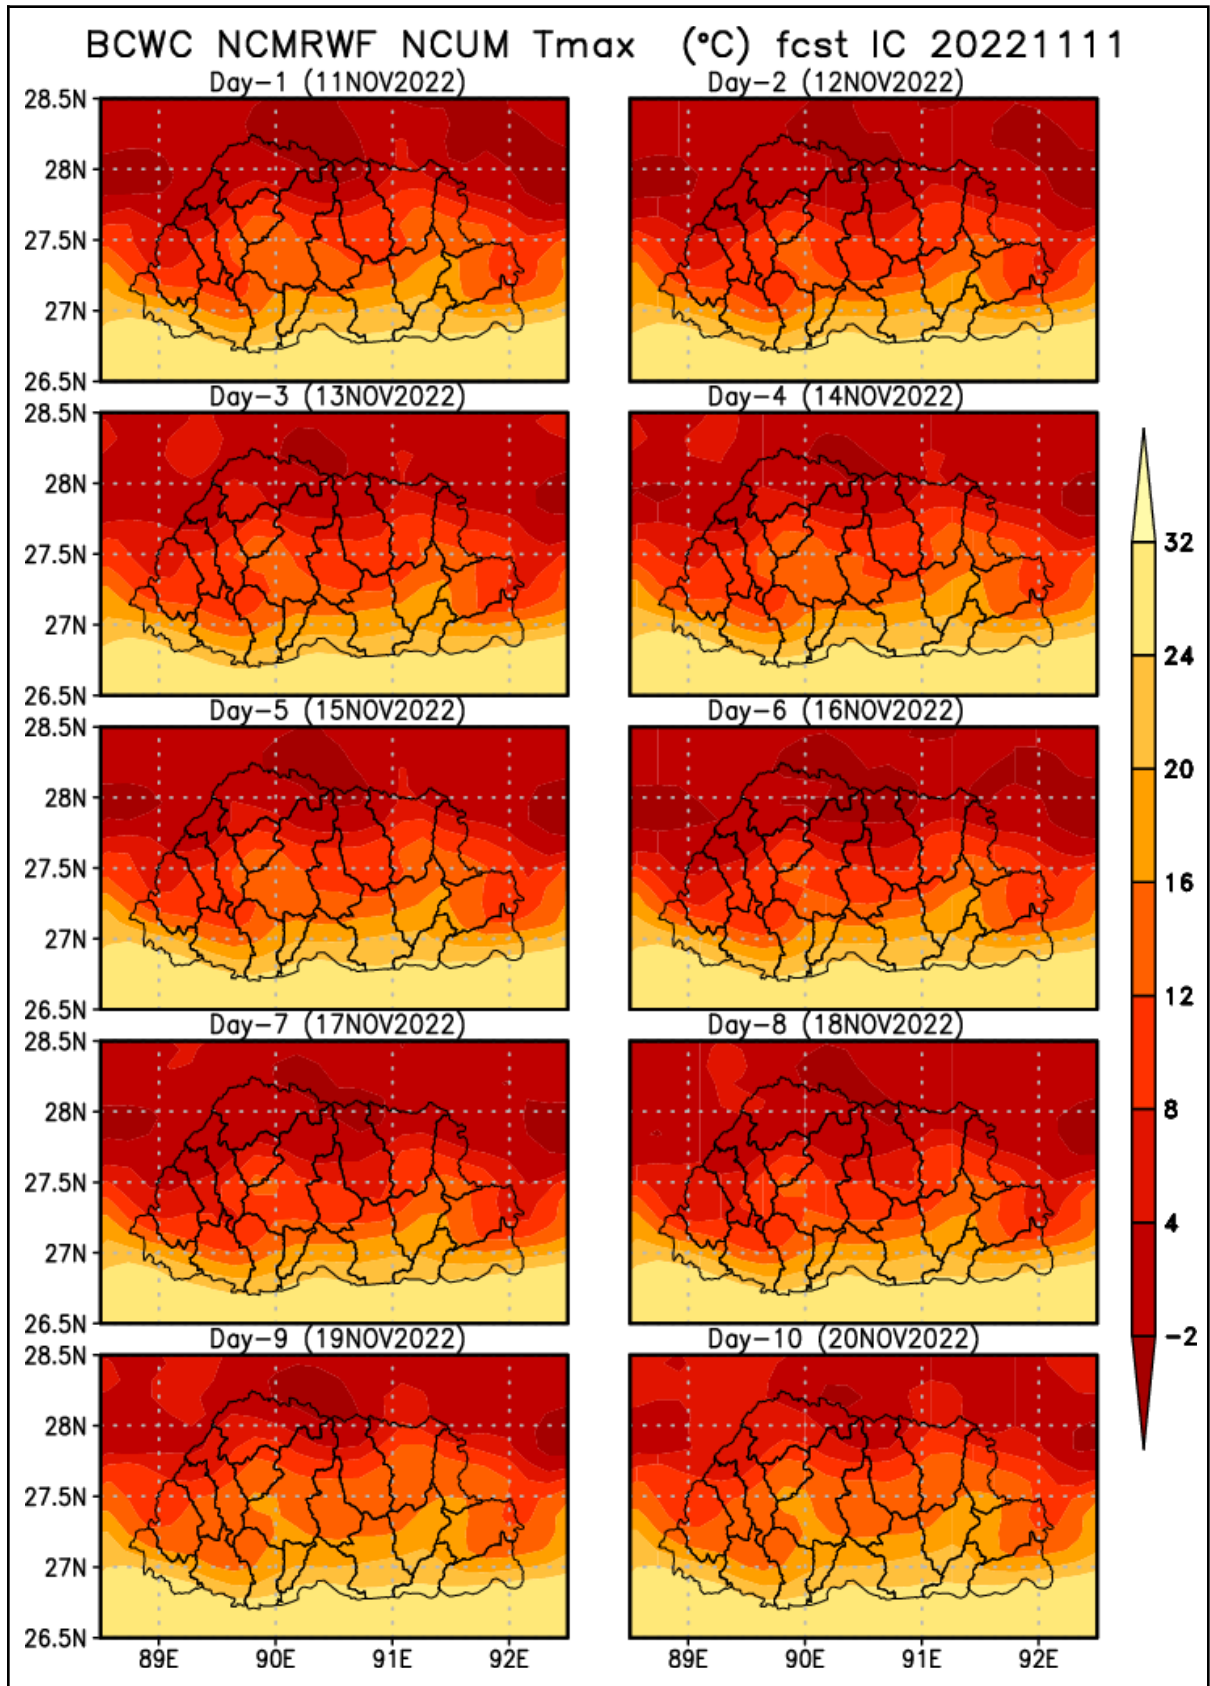 BCWC NCMRWF NCUM Tmax (°C) fcst IC 20221111
Day-1 (11NOV2022)
Day-2 (12NOV2022)
28.5N
28N
27.5N
27N
26.5N
Day-3 (13NOV2022)
Day-4 (14NOV2022)
28.5N
28N
27.5N
27N
26.5N
Day-5 (15NOV2022)
Day-6 (16NOV2022)
28.5N
28N
27.5N
27N
26.5N
Day-7 (17NOV2022)
Day-8 (18NOV2022)
28.5N
28N
27.5N
27N
26.5N
Day-9 (19NOV2022)
Day-10 (20NOV2022)
28.5N
28N
27.5N
27N
26.5N
89E 90E 91E 92E
89E 90E 91E 92E
32
24
20
16
12
8
4
-2